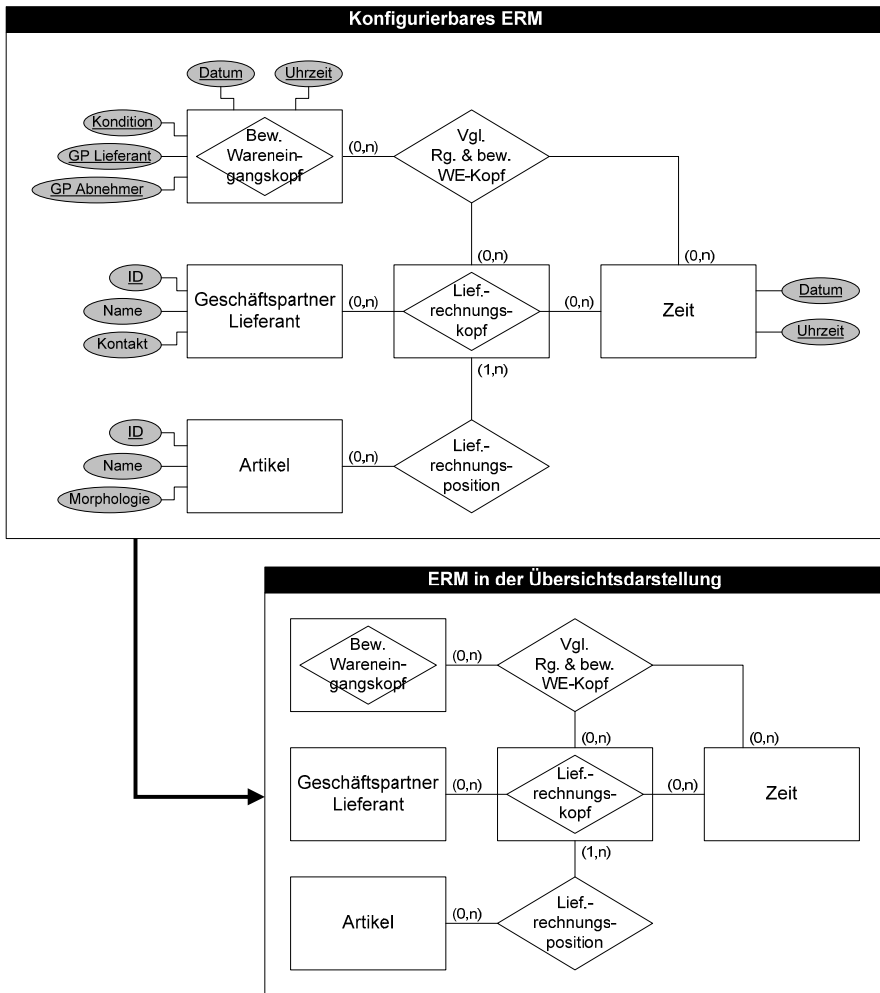 Konfigurierbares ERM
Datum
Uhrzeit
Kondition
GP Lieferant
GP Abnehmer
Bew.
Wareneingangskopf
(0,n)
Vgl.
Rg. & bew.
WE-Kopf
(0,n)
(0,n)
ID
Name
Kontakt
Geschäftspartner
Lieferant
(0,n)
Lief.-
rechnungs-
kopf
(0,n)
Zeit
Datum
Uhrzeit
(1,n)
ID
Name
Morphologie
Artikel
(0,n)
Lief.-
rechnungs-
position
ERM in der Übersichtsdarstellung
Bew.
Warenein-
gangskopf
(0,n)
Vgl.
Rg. & bew.
WE-Kopf
(0,n)
(0,n)
Geschäftspartner
Lieferant
(0,n)
Lief.-
rechnungs-
kopf
(0,n)
Zeit
(1,n)
Artikel
(0,n)
Lief.-
rechnungs-
position